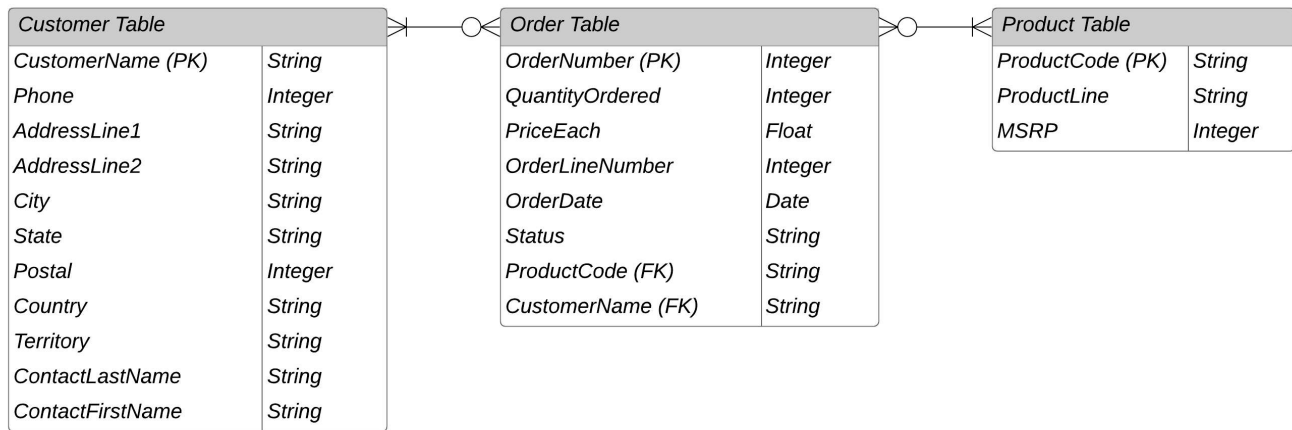 Customer Table
CustomerName (PK) String
Phone Integer
AddressLine1 String
AddressLine2 String
City String
State String
Postal Integer
Country String
Territory String
ContactLastName String
ContactFirstName String
Order Table
OrderNumber (PK) Integer
QuantityOrdered Integer
PriceEach Float
OrderLineNumber Integer
OrderDate Date
Status String
ProductCode (FK) String
CustomerName (FK) String
Product Table
ProductCode (PK) String
ProductLine String
MSRP Integer